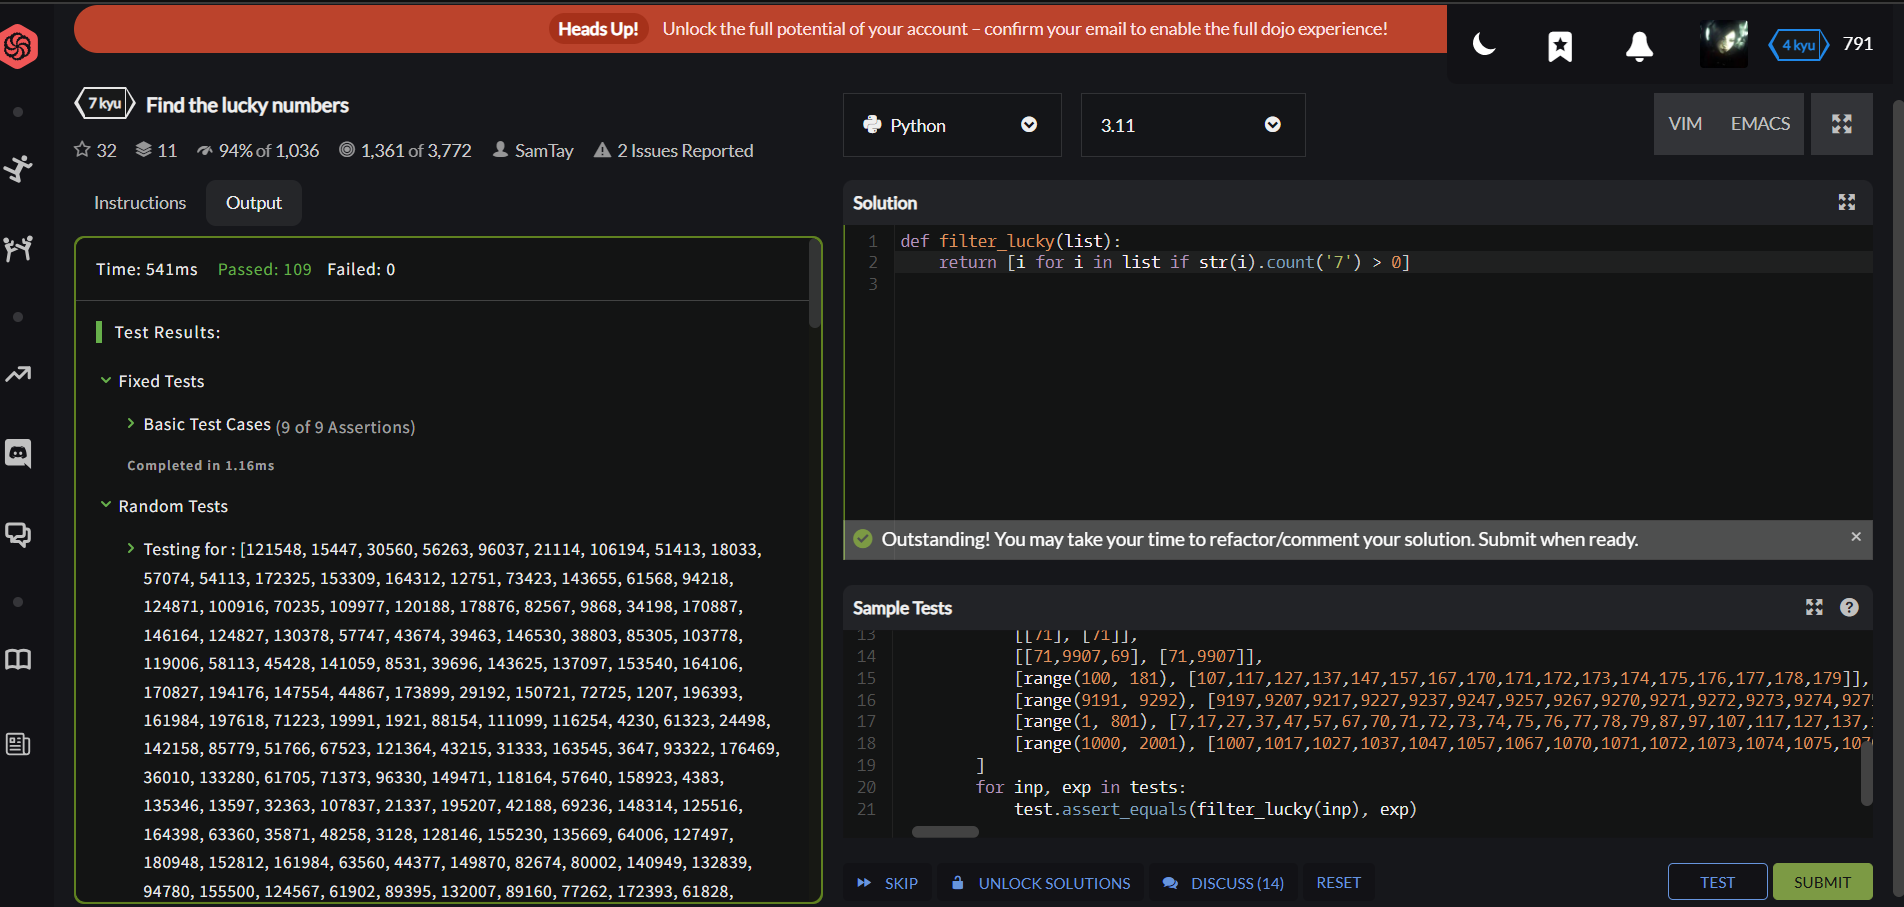 Heads Up! Unlock the full potential of your account – confirm your email to enable the full dojo experience!
4 kyu 791
7 kyu Find the lucky numbers
32 11 94% of 1,036 1,361 of 3,772 SamTay 2 Issues Reported
Instructions Output
Time: 541ms Passed: 109 Failed: 0
Test Results:
Fixed Tests
Basic Test Cases (9 of 9 Assertions)
Completed in 1.16ms
Random Tests
Testing for : [121548, 15447, 30560, 56263, 96037, 21114, 106194, 51413, 18033,
57074, 54113, 172325, 153309, 164312, 12751, 73423, 143655, 61568, 94218,
124871, 100916, 70235, 109977, 120188, 178876, 82567, 9868, 34198, 170887,
146164, 124827, 130378, 57747, 43674, 39463, 146530, 38803, 85305, 103778,
119006, 58113, 45428, 141059, 8531, 39696, 143625, 137097, 153540, 164106,
170827, 194176, 147554, 44867, 173899, 29192, 150721, 72725, 1207, 196393,
161984, 197618, 71223, 19991, 1921, 88154, 111099, 116254, 4230, 61323, 24498,
142158, 85779, 51766, 67523, 121364, 43215, 31333, 163545, 3647, 93322, 176469,
36010, 133280, 61705, 71373, 96330, 149471, 118164, 57640, 158923, 4383,
135346, 13597, 32363, 107837, 21337, 195207, 42188, 69236, 148314, 125516,
164398, 63360, 35871, 48258, 3128, 128146, 155230, 135669, 64006, 127497,
180948, 152812, 161984, 63560, 44377, 149870, 82674, 80002, 140949, 132839,
94780, 155500, 124567, 61902, 89395, 132007, 89160, 77262, 172393, 61828,
Python 3.11 VIM EMACS
Solution
1 def filter_lucky(list):
2 return [i for i in list if str(i).count('7') > 0]
3
Outstanding! You may take your time to refactor/comment your solution. Submit when ready. ×
Sample Tests
13 [[71], [71]],
14 [[71,9907,69], [71,9907]],
15 [range(100, 181), [107,117,127,137,147,157,167,170,171,172,173,174,175,176,177,178,179]],
16 [range(9191, 9292), [9197,9207,9217,9227,9237,9247,9257,9267,9270,9271,9272,9273,9274,927
17 [range(1, 801), [7,17,27,37,47,57,67,70,71,72,73,74,75,76,77,78,79,87,97,107,117,127,137,
18 [range(1000, 2001), [1007,1017,1027,1037,1047,1057,1067,1070,1071,1072,1073,1074,1075,107
19 ]
20 for inp, exp in tests:
21 test.assert_equals(filter_lucky(inp), exp)
SKIP UNLOCK SOLUTIONS DISCUSS (14) RESET TEST SUBMIT